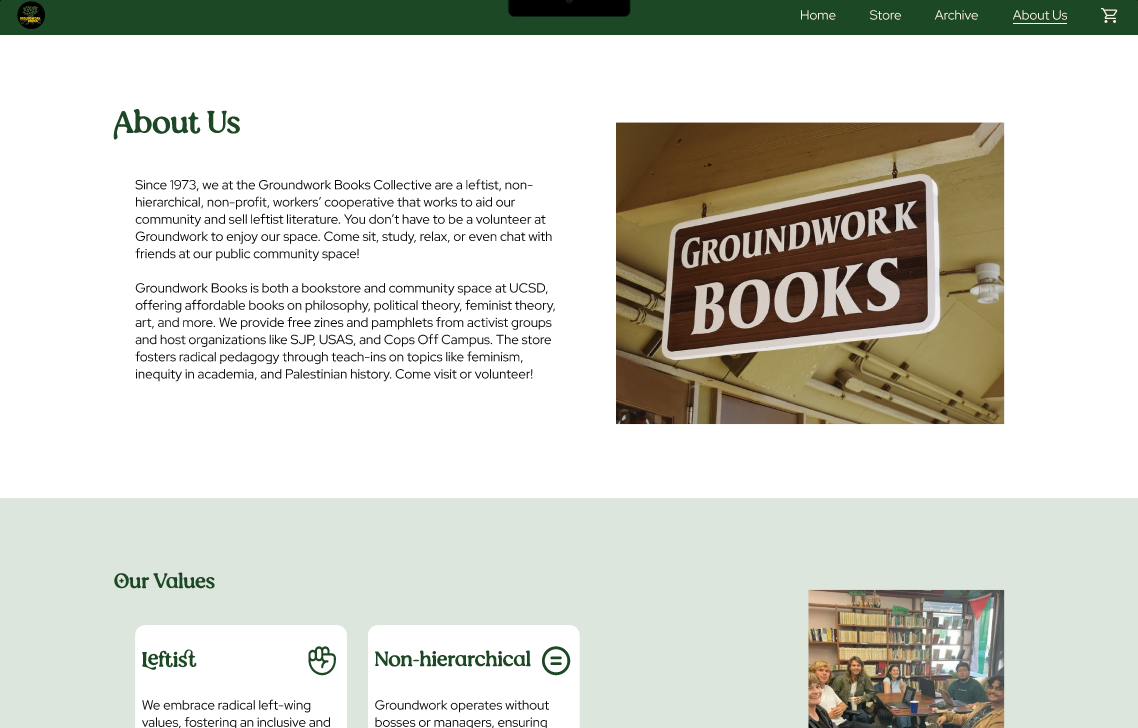 GROUNDWORK
BOOKS
Home
Store
Archive
About Us
About Us
Since 1973, we at the Groundwork Books Collective are a leftist, non-
hierarchical, non-profit, workers’ cooperative that works to aid our
community and sell leftist literature. You don’t have to be a volunteer at
Groundwork to enjoy our space. Come sit, study, relax, or even chat with
friends at our public community space!
Groundwork Books is both a bookstore and community space at UCSD,
offering affordable books on philosophy, political theory, feminist theory,
art, and more. We provide free zines and pamphlets from activist groups
and host organizations like SJP, USAS, and Cops Off Campus. The store
fosters radical pedagogy through teach-ins on topics like feminism,
inequity in academia, and Palestinian history. Come visit or volunteer!
GROUNDWORK
BOOKS
Our Values
Leftist
We embrace radical left-wing
values, fostering an inclusive and
Non-hierarchical
Groundwork operates without
bosses or managers, ensuring